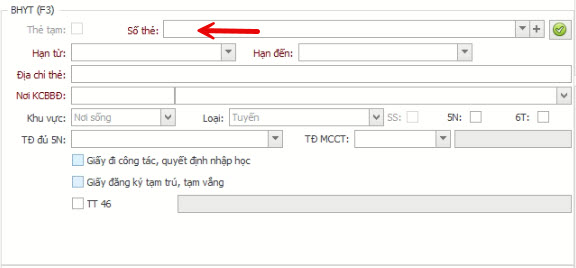 BHYT (F3)
Thẻ tạm: Số thẻ:
Hạn từ: Hạn đến:
Địa chỉ thẻ:
Nơi KCBBĐ:
Khu vực: Nơi sống Loại: Tuyến SS: 5N: 6T:
TĐ đủ 5N: TĐ MCCT:
Giấy đi công tác, quyết định nhập học
Giấy đăng ký tạm trú, tạm vắng
TT 46